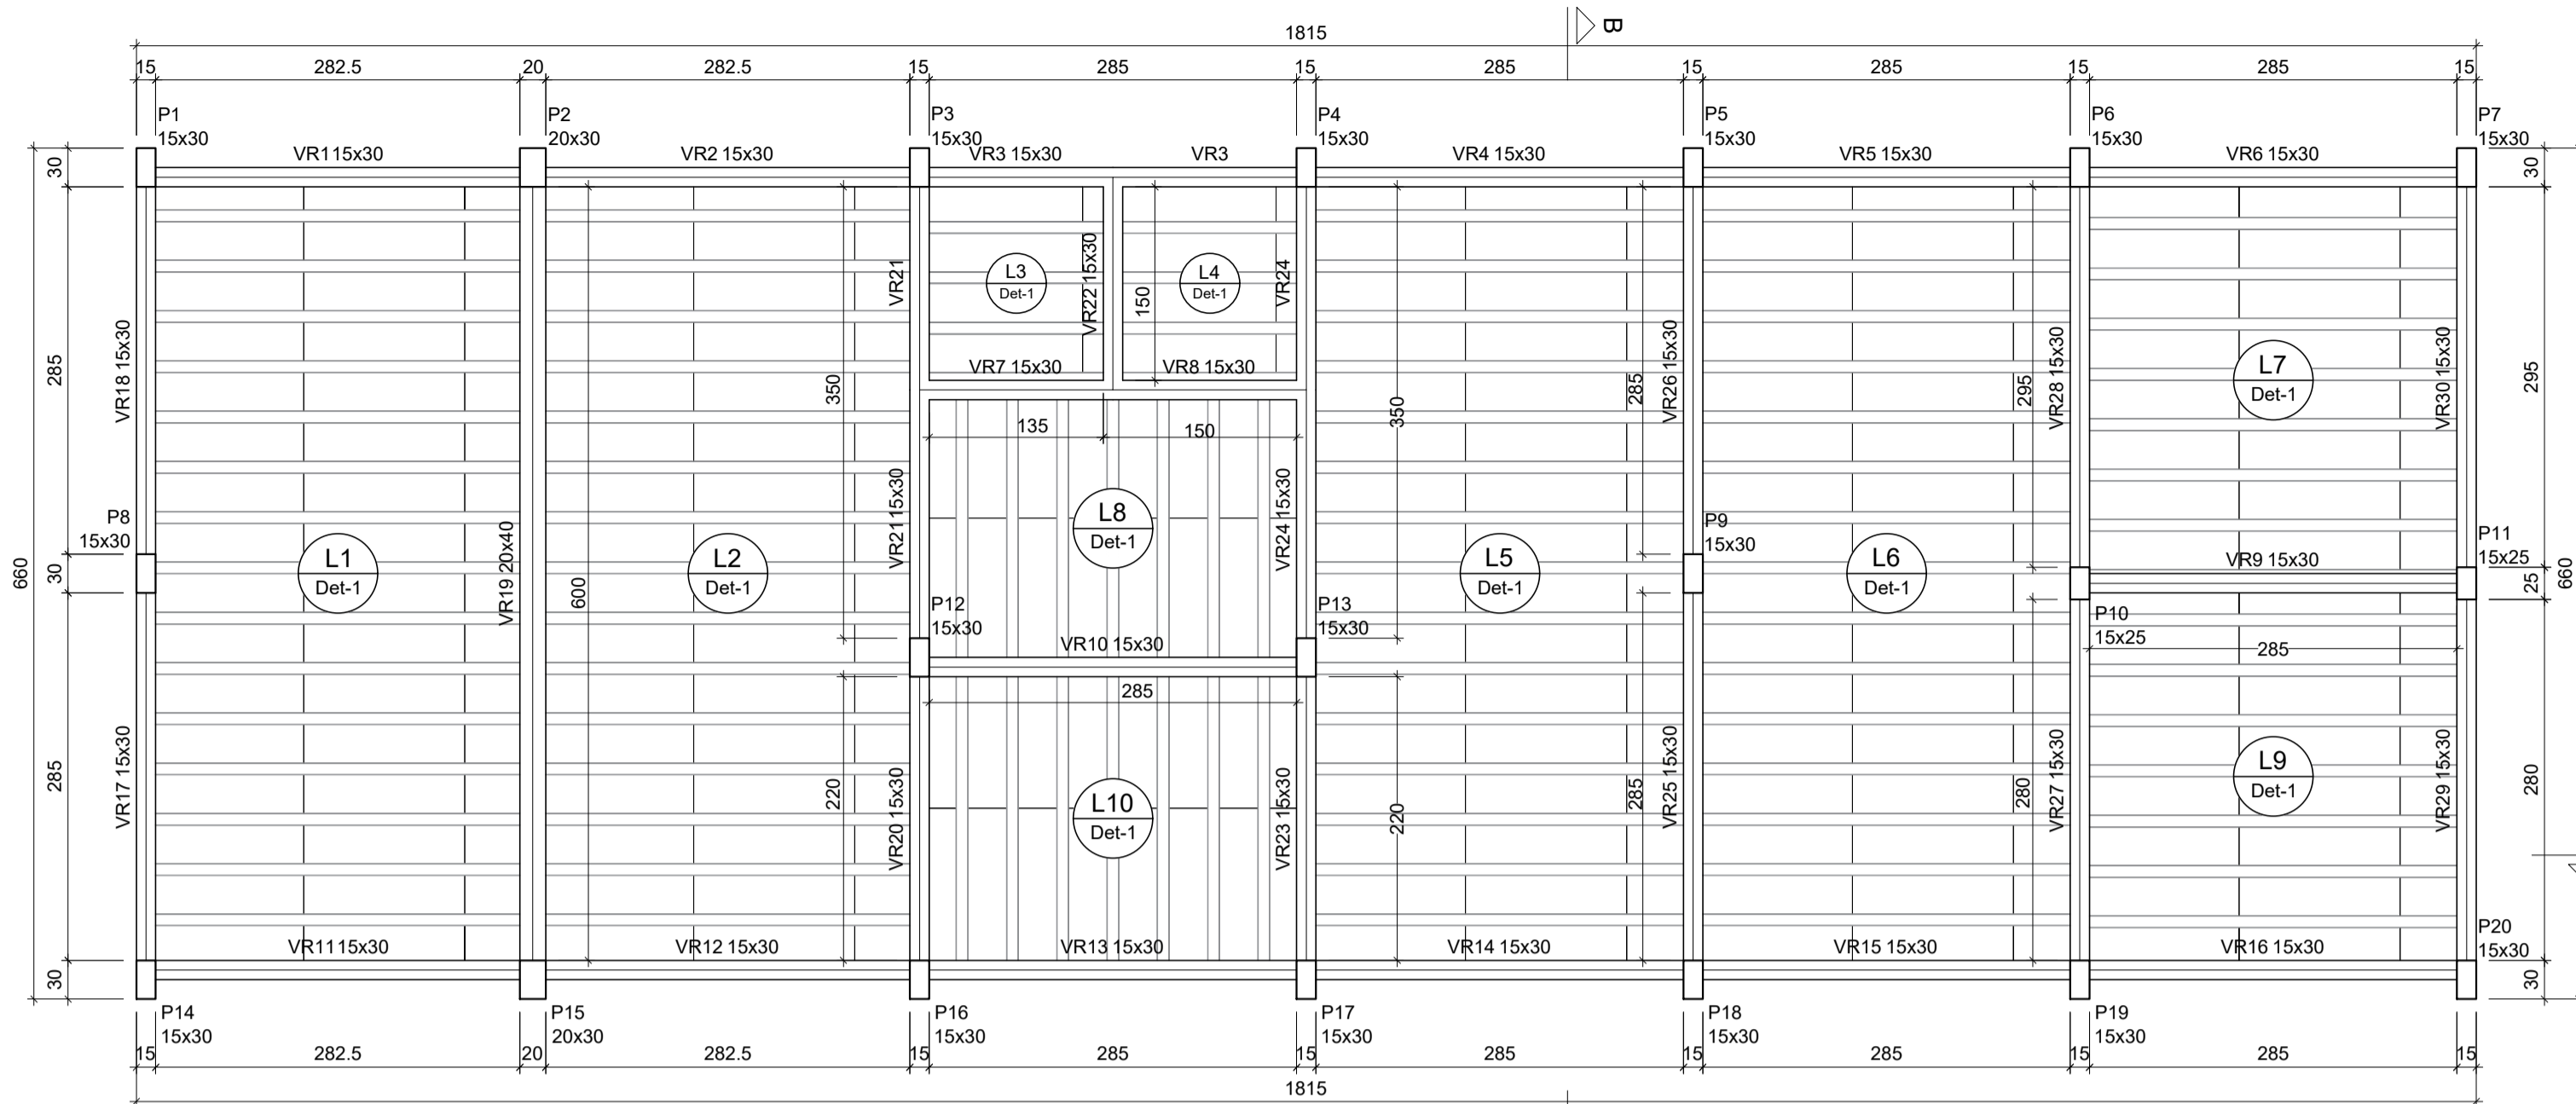 B
1815
15 282.5 20 282.5 15 285 15 285 15 285 15 285 15
P1 P2 P3 P4 P5 P6 P7
15x30 20x30 15x30 15x30 15x30 15x30 15x30
VR1 15x30 VR2 15x30 VR3 15x30 VR3 VR4 15x30 VR5 15x30 VR6 15x30
30 30
VR21 VR22 15x30 VR24
L3
Det-1
L4
Det-1
150
VR18 15x30 VR26 15x30 VR28 15x30 VR30 15x30
285 350 350 285 295 295
VR7 15x30 VR8 15x30
L7
Det-1
135 150
P8
15x30
VR19 20x40
VR21 15x30
L8
Det-1
VR24 15x30
P9
15x30
P11
15x25
660 30
L1
Det-1
600
L2
Det-1
L5
Det-1
L6
Det-1
VR9 15x30
25 660
P12
15x30
P13
15x30
P10
15x25
VR10 15x30
285
285
VR17 15x30
285
220
VR20 15x30
L10
Det-1
VR23 15x30
220
285
VR25 15x30
280
VR27 15x30
L9
Det-1
VR29 15x30
280
VR11 15x30 VR12 15x30 VR13 15x30 VR14 15x30 VR15 15x30 VR16 15x30
P20
15x30
30 30
P14 P15 P16 P17 P18 P19
15x30 20x30 15x30 15x30 15x30 15x30
15 282.5 20 282.5 15 285 15 285 15 285 15 285 15
1815